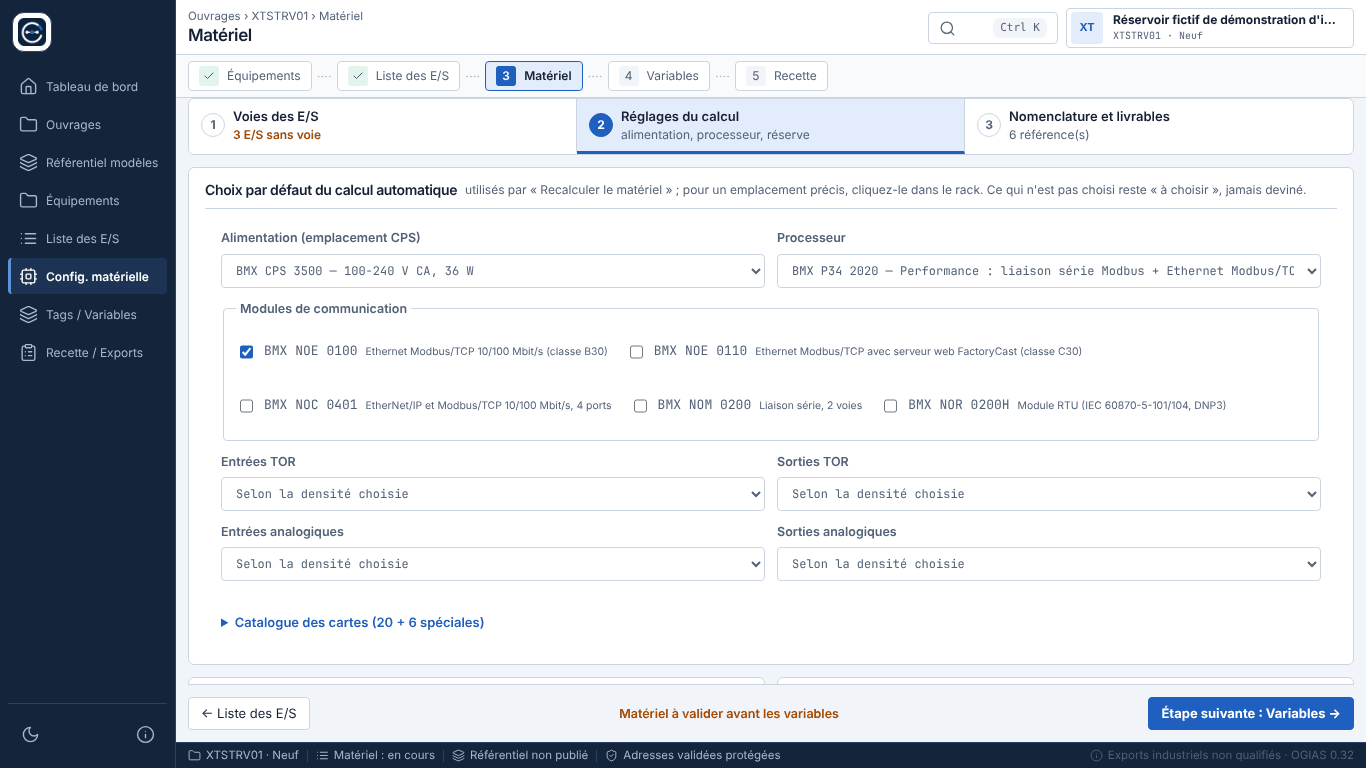 Ouvrages › XTSTRV01 › Matériel
Matériel
Ctrl K
XT
Réservoir fictif de démonstration d'i...
XTSTRV01 · Neuf
Tableau de bord
Ouvrages
Référentiel modèles
Équipements
Liste des E/S
Config. matérielle
Tags / Variables
Recette / Exports
Équipements
Liste des E/S
3 Matériel
4 Variables
5 Recette
1 Voies des E/S
3 E/S sans voie
2 Réglages du calcul
alimentation, processeur, réserve
3 Nomenclature et livrables
6 référence(s)
Choix par défaut du calcul automatique utilisés par « Recalculer le matériel » ; pour un emplacement précis, cliquez-le dans le rack. Ce qui n'est pas choisi reste « à choisir », jamais deviné.
Alimentation (emplacement CPS)
BMX CPS 3500 — 100-240 V CA, 36 W
Processeur
BMX P34 2020 — Performance : liaison série Modbus + Ethernet Modbus/TC
Modules de communication
BMX NOE 0100 Ethernet Modbus/TCP 10/100 Mbit/s (classe B30)
BMX NOE 0110 Ethernet Modbus/TCP avec serveur web FactoryCast (classe C30)
BMX NOC 0401 EtherNet/IP et Modbus/TCP 10/100 Mbit/s, 4 ports
BMX NOM 0200 Liaison série, 2 voies
BMX NOR 0200H Module RTU (IEC 60870-5-101/104, DNP3)
Entrées TOR
Selon la densité choisie
Sorties TOR
Selon la densité choisie
Entrées analogiques
Selon la densité choisie
Sorties analogiques
Selon la densité choisie
Catalogue des cartes (20 + 6 spéciales)
← Liste des E/S
Matériel à valider avant les variables
Étape suivante : Variables →
XTSTRV01 · Neuf
Matériel : en cours
Référentiel non publié
Adresses validées protégées
Exports industriels non qualifiés · OGIAS 0.32